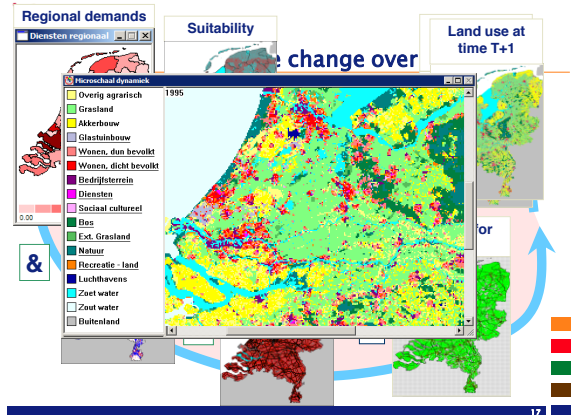 Regional demands
Suitability
Land use at
time T+1
Diensten regionaal
e change over
Microschaal dynamiek
1995
Overig agrarisch
Grasland
Akkerbouw
Glastuinbouw
Wonen, dun bevolkt
Wonen, dicht bevolkt
Bedrijfsterrein
Diensten
Sociaal cultureel
Bos
Ext. Grasland
Natuur
Recreatie - land
Luchthavens
Zoet water
Zout water
Buitenland
0.00
&
for
17